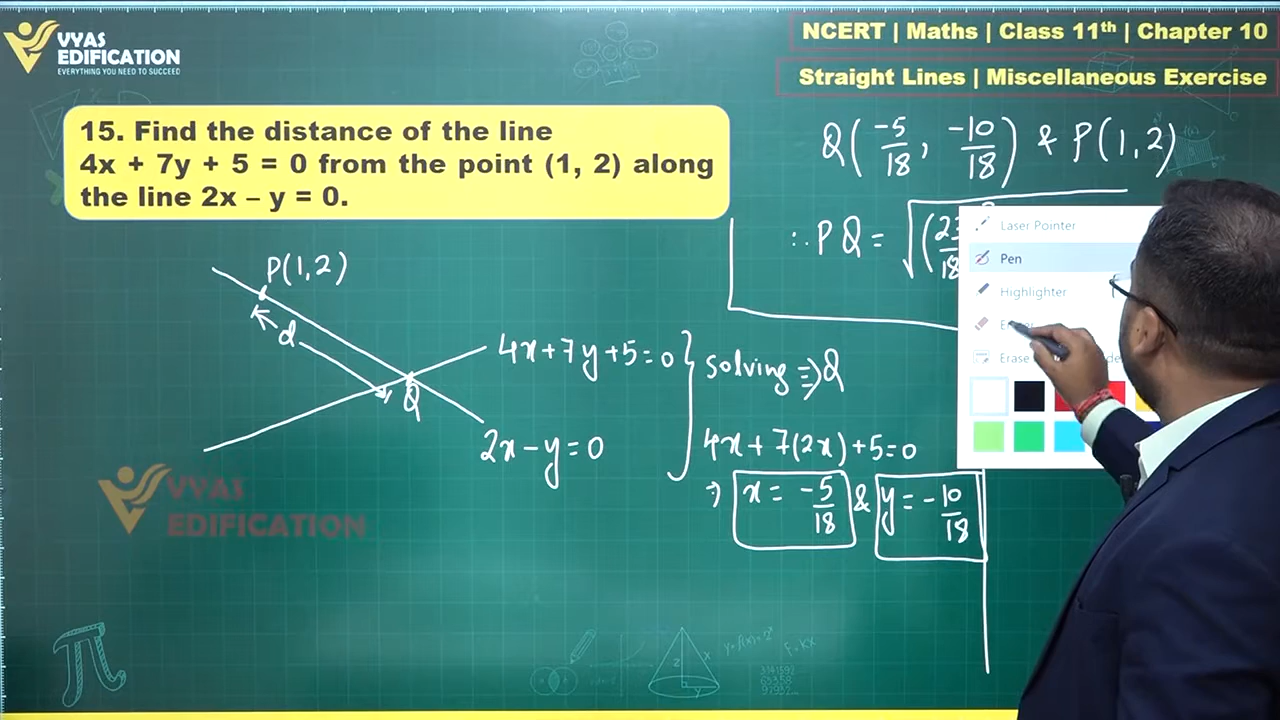 VYAS
EDIFICATION
EVERYTHING YOU NEED TO SUCCEED
NCERT | Maths | Class 11th | Chapter 10
Straight Lines | Miscellaneous Exercise
15. Find the distance of the line
4x + 7y + 5 = 0 from the point (1, 2) along
the line 2x – y = 0.
Q(-5/18, -10/18) & P(1,2)
∴ PQ = √(23/18
Laser Pointer
Pen
Highlighter
Erase
P(1,2)
d
Q
4x+7y+5=0
2x-y=0
solving ⇒ Q
4x+7(2x)+5=0
⇒ x = -5/18 & y = -10/18
VYAS
EDIFICATION